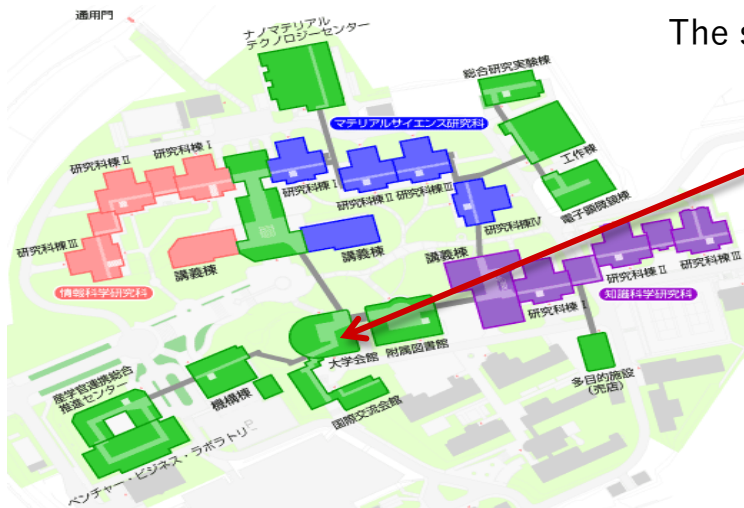 通用門
The s
ナノマテリアル
テクノロジーセンター
総合研究実験棟
マテリアルサイエンス研究科
研究科棟Ⅱ
研究科棟Ⅰ
研究科棟Ⅰ
研究科棟Ⅱ
研究科棟Ⅲ
工作棟
電子顕微鏡棟
研究科棟Ⅲ
研究科棟Ⅳ
講義棟
講義棟
講義棟
情報科学研究科
研究科棟Ⅰ
研究科棟Ⅱ
研究科棟Ⅲ
知識科学研究科
大学会館
附属図書館
多目的施設
(売店)
産学官連携総合
推進センター
機構棟
国際交流会館
ベンチャー・ビジネス・ラボラトリ
P